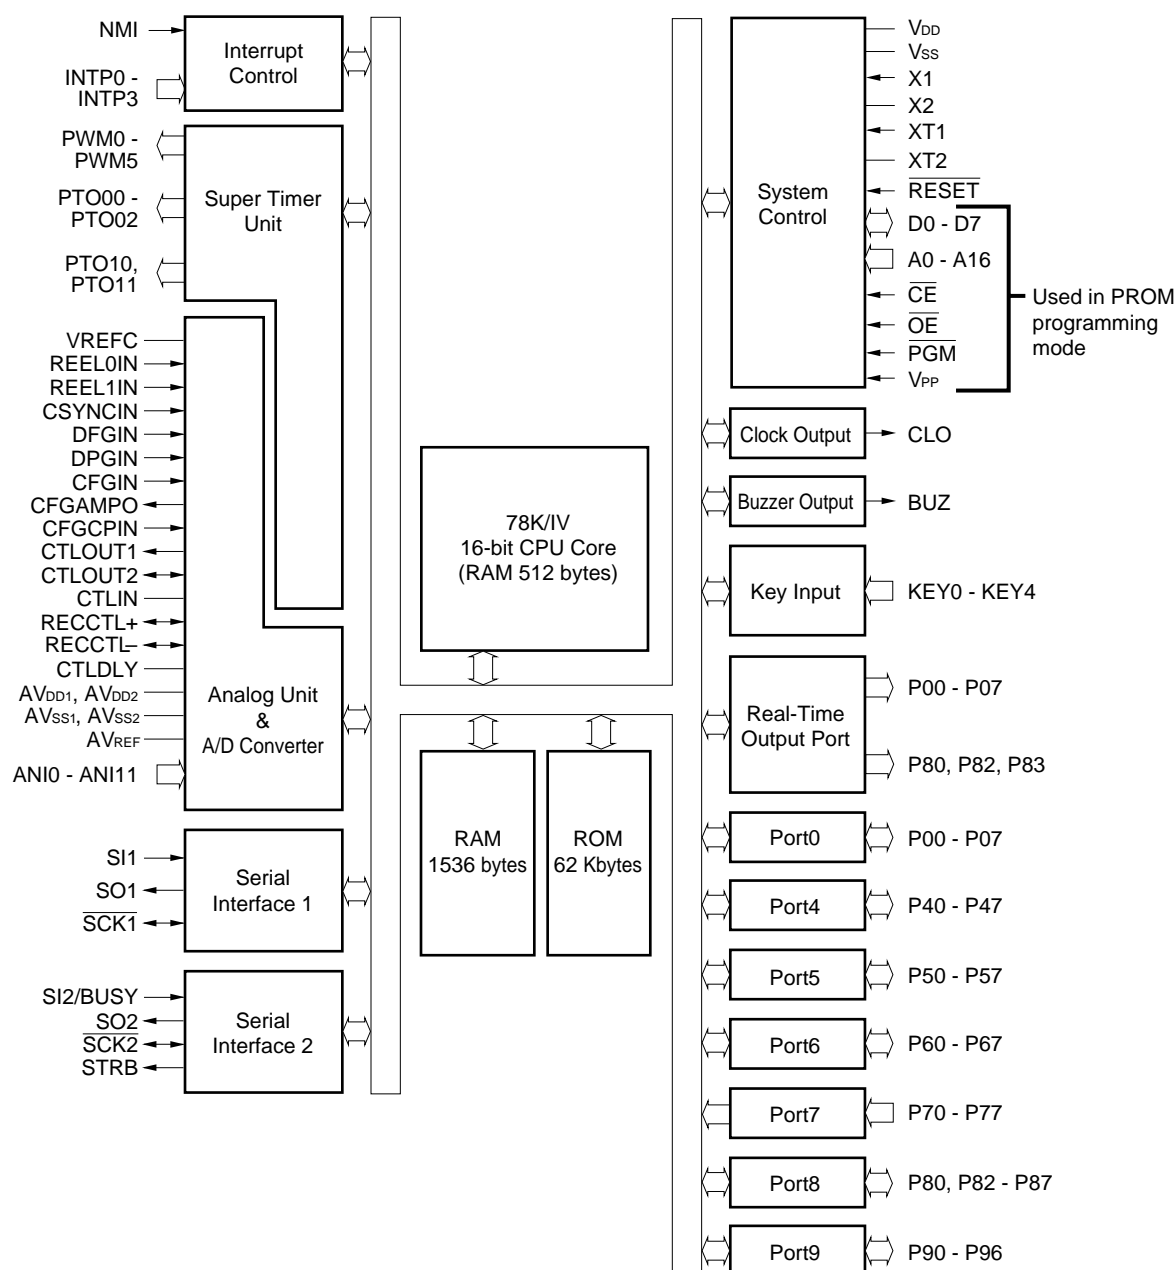 NMI
INTP0 -
INTP3
Interrupt
Control
PWM0 -
PWM5
PTO00 -
PTO02
PTO10,
PTO11
Super Timer
Unit
VREFC
REEL0IN
REEL1IN
CSYNCIN
DFGIN
DPGIN
CFGIN
CFGAMPO
CFGCPIN
CTLOUT1
CTLOUT2
CTLIN
RECCTL+
RECCTL–
CTLDLY
AVDD1, AVDD2
AVSS1, AVSS2
AVREF
ANI0 - ANI11
Analog Unit
&
A/D Converter
SI1
SO1
SCK1
Serial
Interface 1
SI2/BUSY
SO2
SCK2
STRB
Serial
Interface 2
78K/IV
16-bit CPU Core
(RAM 512 bytes)
RAM
1536 bytes
ROM
62 Kbytes
System
Control
VDD
VSS
X1
X2
XT1
XT2
RESET
D0 - D7
A0 - A16
CE
OE
PGM
VPP
Used in PROM
programming
mode
Clock Output
CLO
Buzzer Output
BUZ
Key Input
KEY0 - KEY4
Real-Time
Output Port
P00 - P07
P80, P82, P83
Port0
P00 - P07
Port4
P40 - P47
Port5
P50 - P57
Port6
P60 - P67
Port7
P70 - P77
Port8
P80, P82 - P87
Port9
P90 - P96